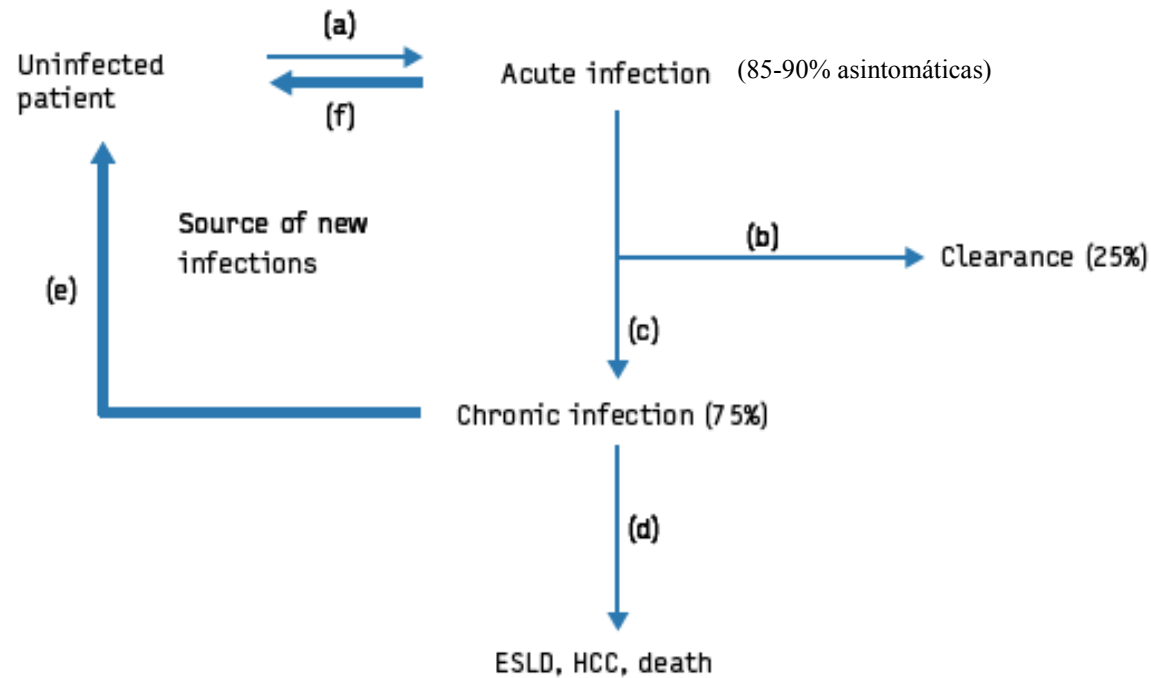 (a)
Uninfected
patient
Acute infection (85-90% asintomáticas)
(f)
Source of new
infections
(b)
Clearance (25%)
(e)
(c)
Chronic infection (75%)
(d)
ESLD, HCC, death